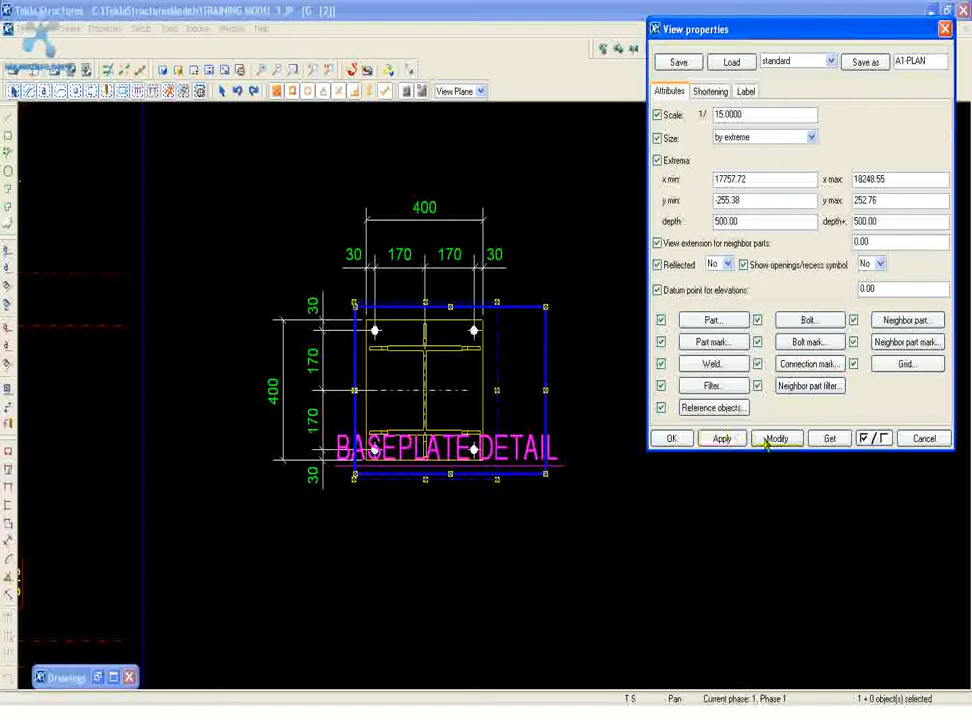 Tekla Structures - C:\TeklaStructuresModels\TRAINING MODEL 3 JP - [G [2]]
View Plane
View properties
Save
Load
standard
Save as
A1-PLAN
Attributes
Shortening
Label
Scale: 1/ 15.0000
Size: by extreme
Extrema
x min: 17757.72 x max: 18248.55
y min: -255.38 y max: 252.76
depth-: 500.00 depth+: 500.00
View extension for neighbor parts: 0.00
Reflected No Show openings/recess symbol No
Datum point for elevations: 0.00
Part... Bolt... Neighbor part...
Part mark... Bolt mark... Neighbor part mark...
Weld... Connection mark... Grid...
Filter... Neighbor part filter...
Reference objects...
OK Apply Modify Get / Cancel
400
30 170 170 30
30
170
400
170
30
BASEPLATE DETAIL
Drawings
T S Pan Current phase: 1, Phase 1 1 + 0 object(s) selected